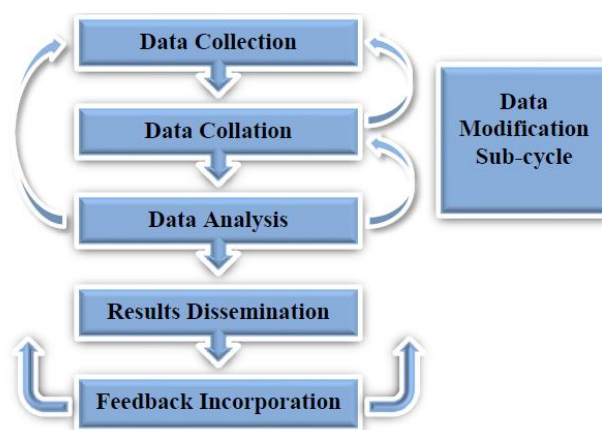 Data Collection
Data Collation
Data Analysis
Results Dissemination
Feedback Incorporation
Data
Modification
Sub-cycle